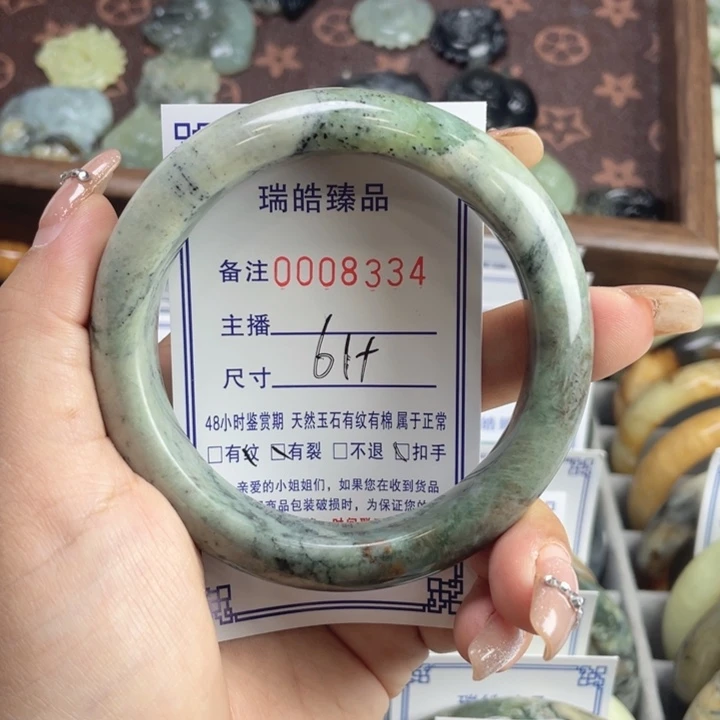 瑞皓臻品
备注0008334
主播
尺寸 61+
48小时鉴赏期 天然玉石有纹有棉 属于正常
□有纹 □有裂 □不退 □扣手
亲爱的小姐姐们，如果您在收到货品
商品包装破损时，为保证您的